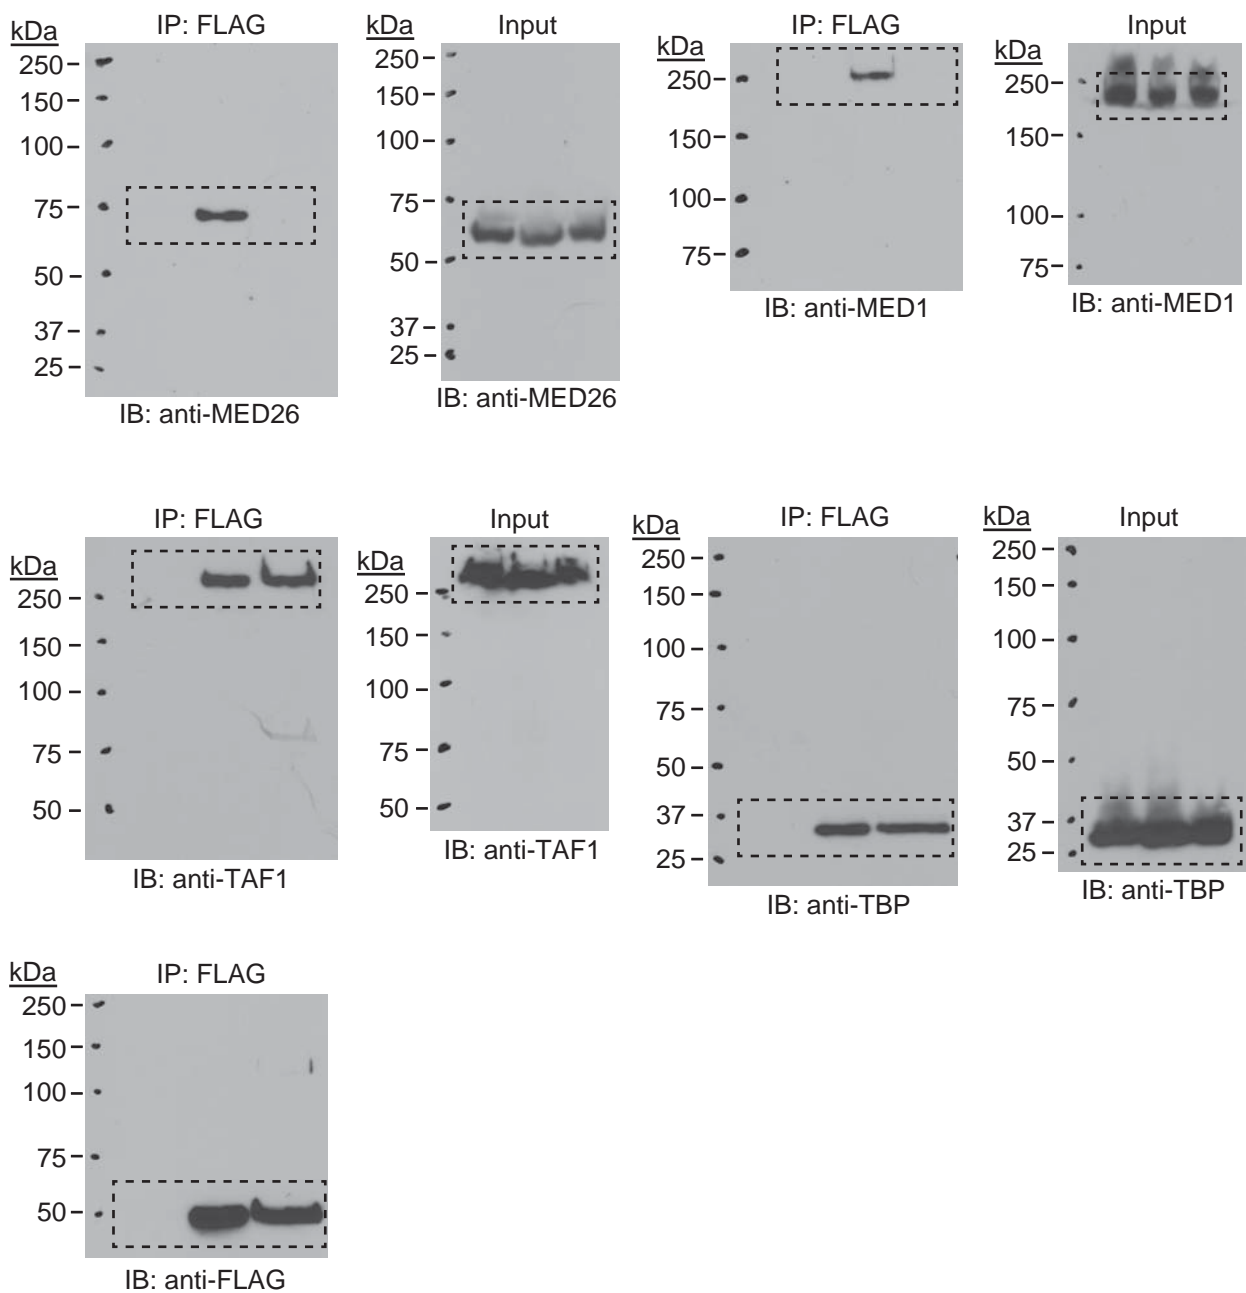 kDa IP: FLAG
250
150
100
75
50
37
25
IB: anti-MED26
kDa Input
250
150
100
75
50
37
25
IB: anti-MED26
kDa IP: FLAG
250
150
100
75
IB: anti-MED1
kDa Input
250
150
100
75
IB: anti-MED1
IP: FLAG
kDa
250
150
100
75
50
IB: anti-TAF1
Input
kDa
250
150
100
75
50
IB: anti-TAF1
kDa IP: FLAG
250
150
100
75
50
37
25
IB: anti-TBP
kDa Input
250
150
100
75
50
37
25
IB: anti-TBP
kDa IP: FLAG
250
150
100
75
50
IB: anti-FLAG